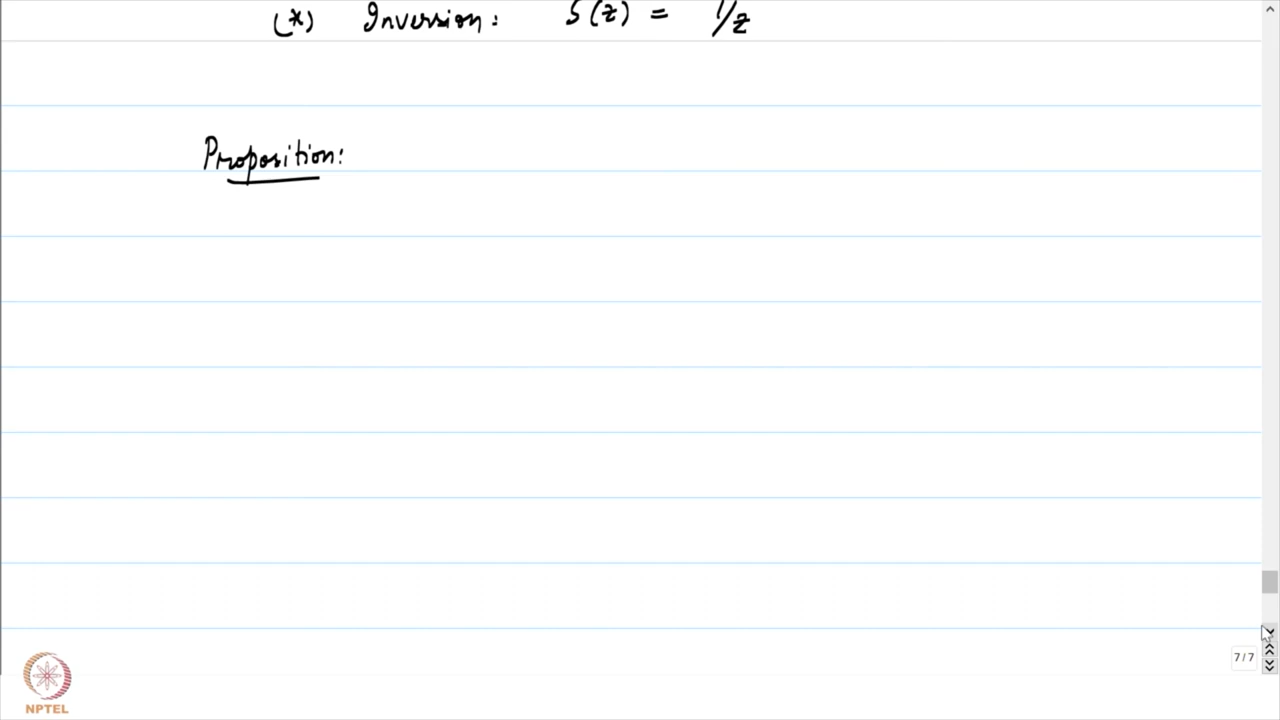 (*) Inversion: S(z) = 1/z
Proposition:
7/7
NPTEL